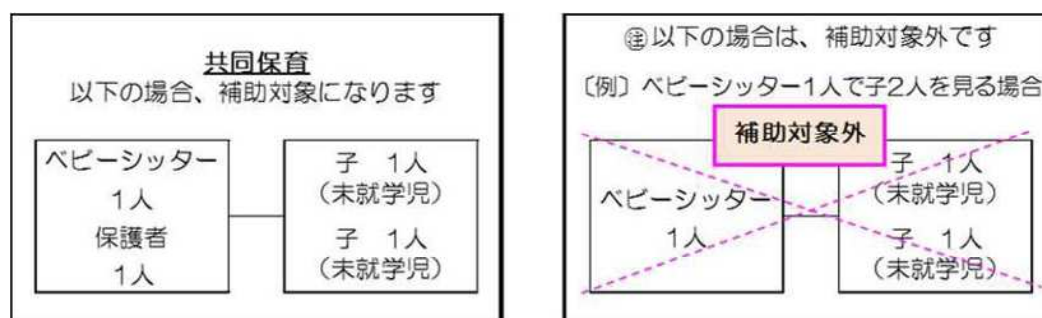 共同保育
以下の場合、補助対象になります
ベビーシッター
1人
保護者
1人
子 1人
(未就学児)
子 1人
(未就学児)
㊟以下の場合は、補助対象外です
〔例〕ベビーシッター1人で子2人を見る場合
補助対象外
ベビーシッター
1人
子 1人
(未就学児)
子 1人
(未就学児)